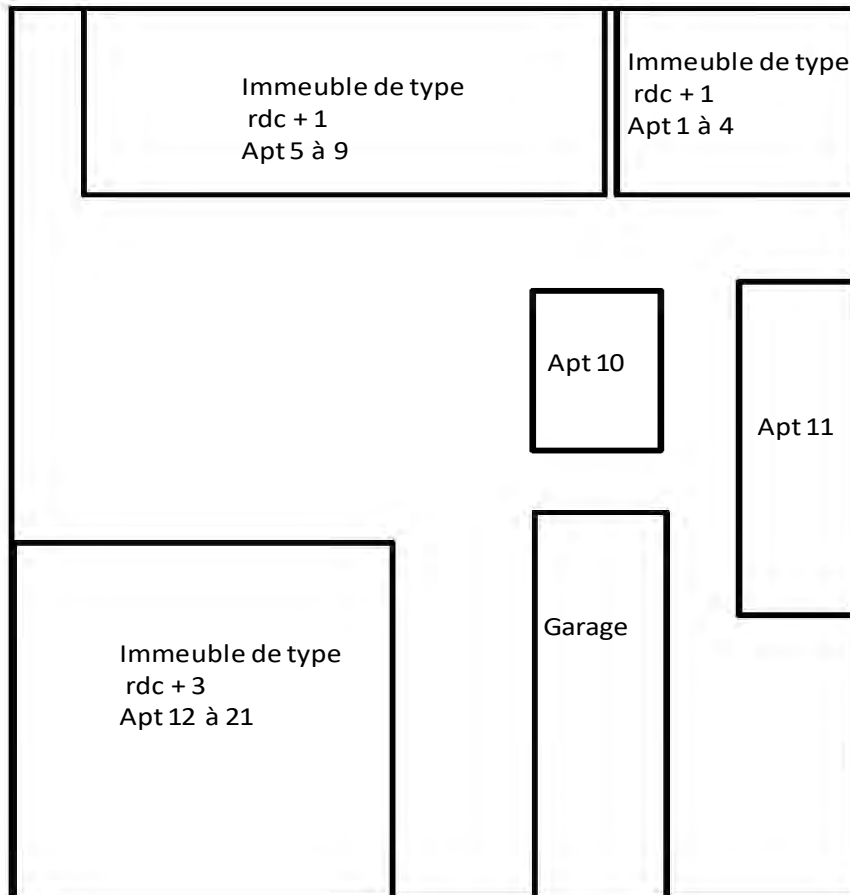 Immeuble de type
rdc + 1
Apt 5 à 9
Immeuble de type
rdc + 1
Apt 1 à 4
Apt 10
Apt 11
Garage
Immeuble de type
rdc + 3
Apt 12 à 21